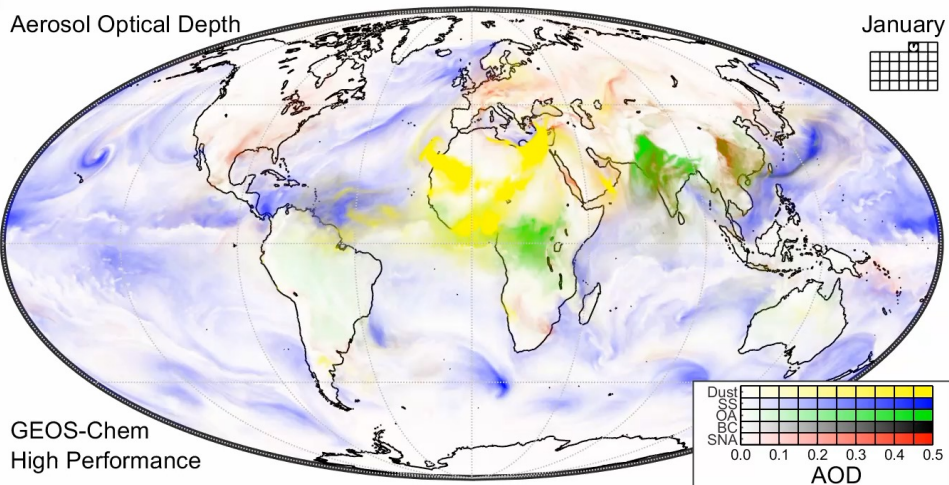 Aerosol Optical Depth
January
GEOS-Chem
High Performance
Dust
SS
OA
BC
SNA
0.0 0.1 0.2 0.3 0.4 0.5
AOD